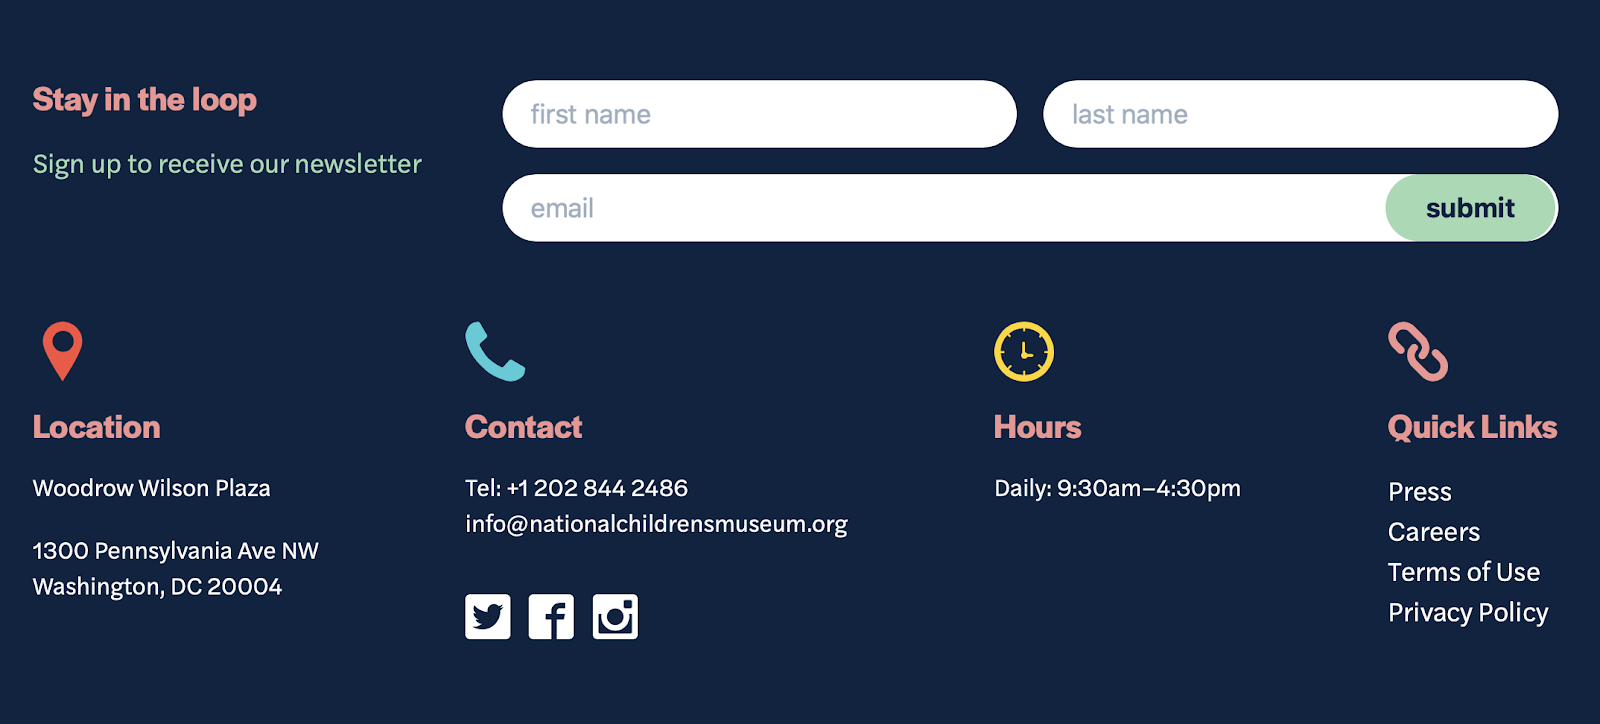 Stay in the loop
Sign up to receive our newsletter
first name
last name
email
submit
Location
Woodrow Wilson Plaza
1300 Pennsylvania Ave NW
Washington, DC 20004
Contact
Tel: +1 202 844 2486
info@nationalchildrensmuseum.org
Hours
Daily: 9:30am–4:30pm
Quick Links
Press
Careers
Terms of Use
Privacy Policy